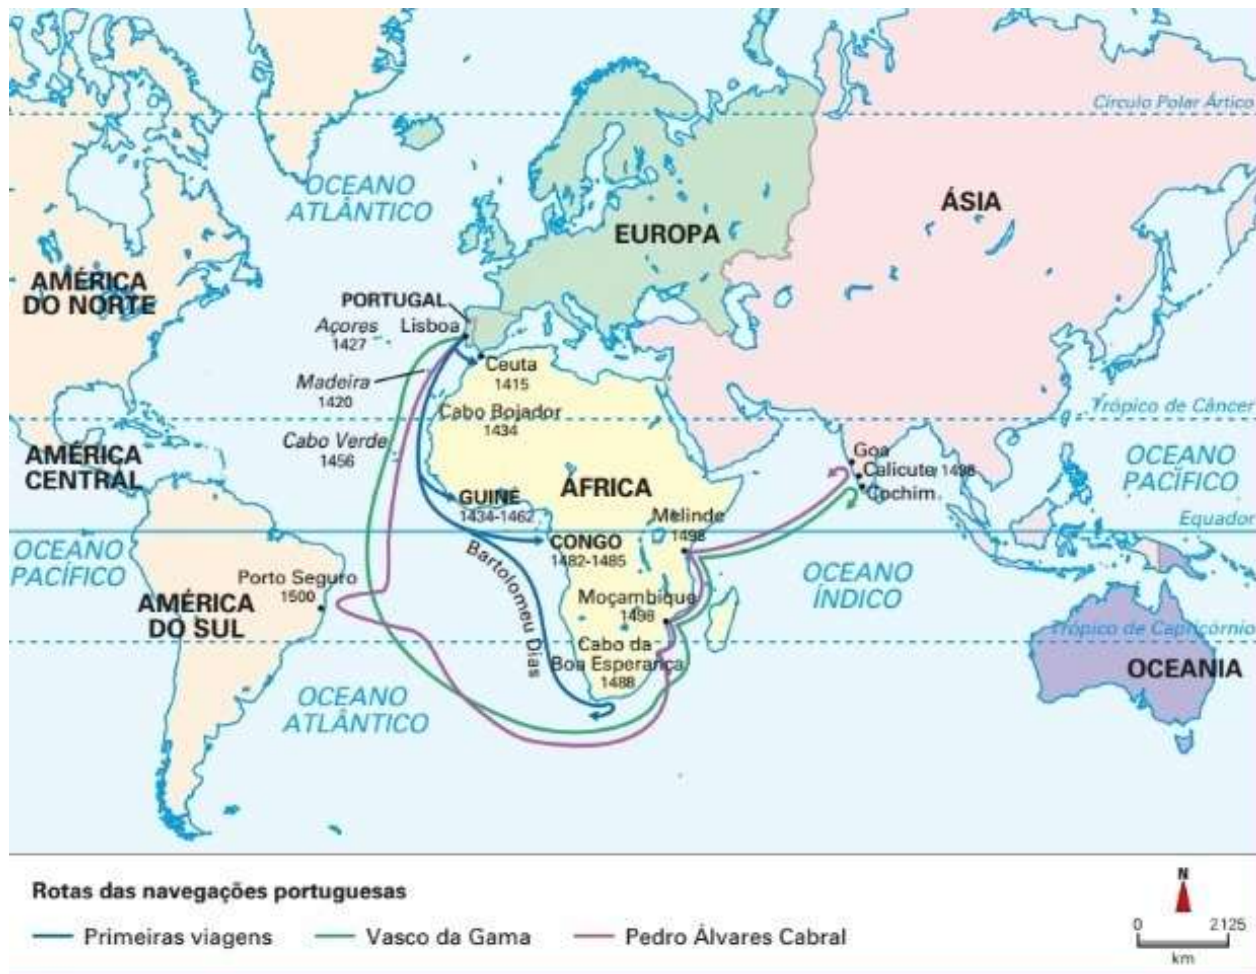 Círculo Polar Ártico
OCEANO
ATLÂNTICO
ÁSIA
EUROPA
AMÉRICA
DO NORTE
PORTUGAL
Açores
1427
Lisboa
Ceuta
1415
Madeira
1420
Cabo Bojador
1434
Trópico de Câncer
Cabo Verde
1456
AMÉRICA
CENTRAL
Goa
Calicute 1498
Cochim
OCEANO
PACÍFICO
GUINÉ
1434-1462
ÁFRICA
Melinde
1498
Equador
OCEANO
PACÍFICO
CONGO
1482-1485
Bartolomeu Dias
OCEANO
ÍNDICO
Porto Seguro
1500
AMÉRICA
DO SUL
Moçambique
1498
Trópico de Capricórnio
Cabo da
Boa Esperança
1488
OCEANIA
OCEANO
ATLÂNTICO
Rotas das navegações portuguesas
Primeiras viagens
Vasco da Gama
Pedro Álvares Cabral
N
0 2125
km